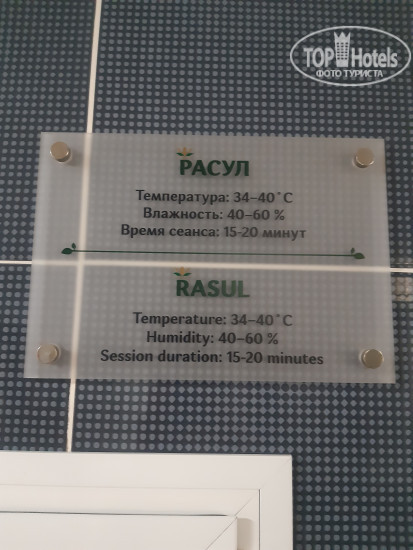 TOP Hotels
ФОТО ТУРИСТА
РАСУЛ
Температура: 34–40°C
Влажность: 40–60 %
Время сеанса: 15-20 минут
RASUL
Temperature: 34–40°C
Humidity: 40–60 %
Session duration: 15-20 minutes